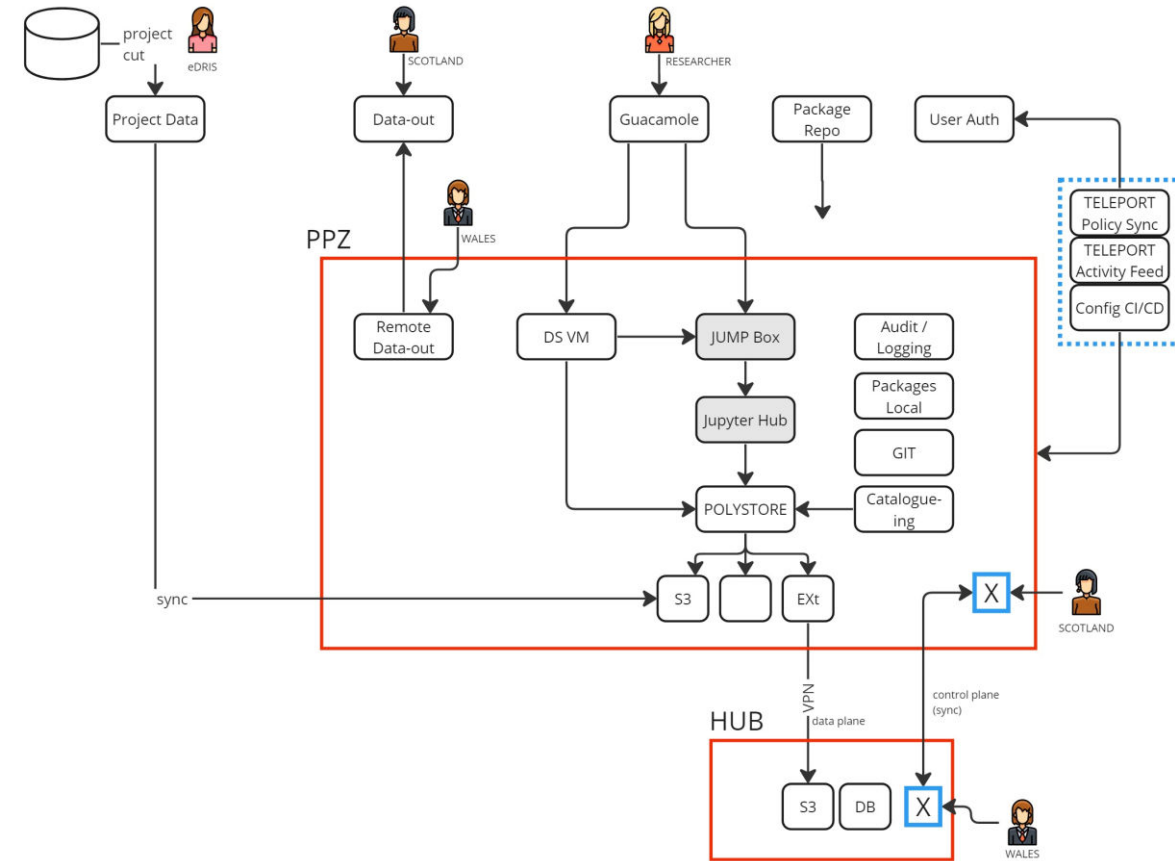 project
cut
eDRIS
SCOTLAND
RESEARCHER
Project Data
Data-out
Guacamole
Package
Repo
User Auth
WALES
TELEPORT
Policy Sync
TELEPORT
Activity Feed
Config CI/CD
PPZ
Remote
Data-out
DS VM
JUMP Box
Audit /
Logging
Packages
Local
Jupyter Hub
GIT
POLYSTORE
Catalogue-
ing
sync
S3
EXt
X
SCOTLAND
VPN
data plane
control plane
(sync)
HUB
S3
DB
X
WALES